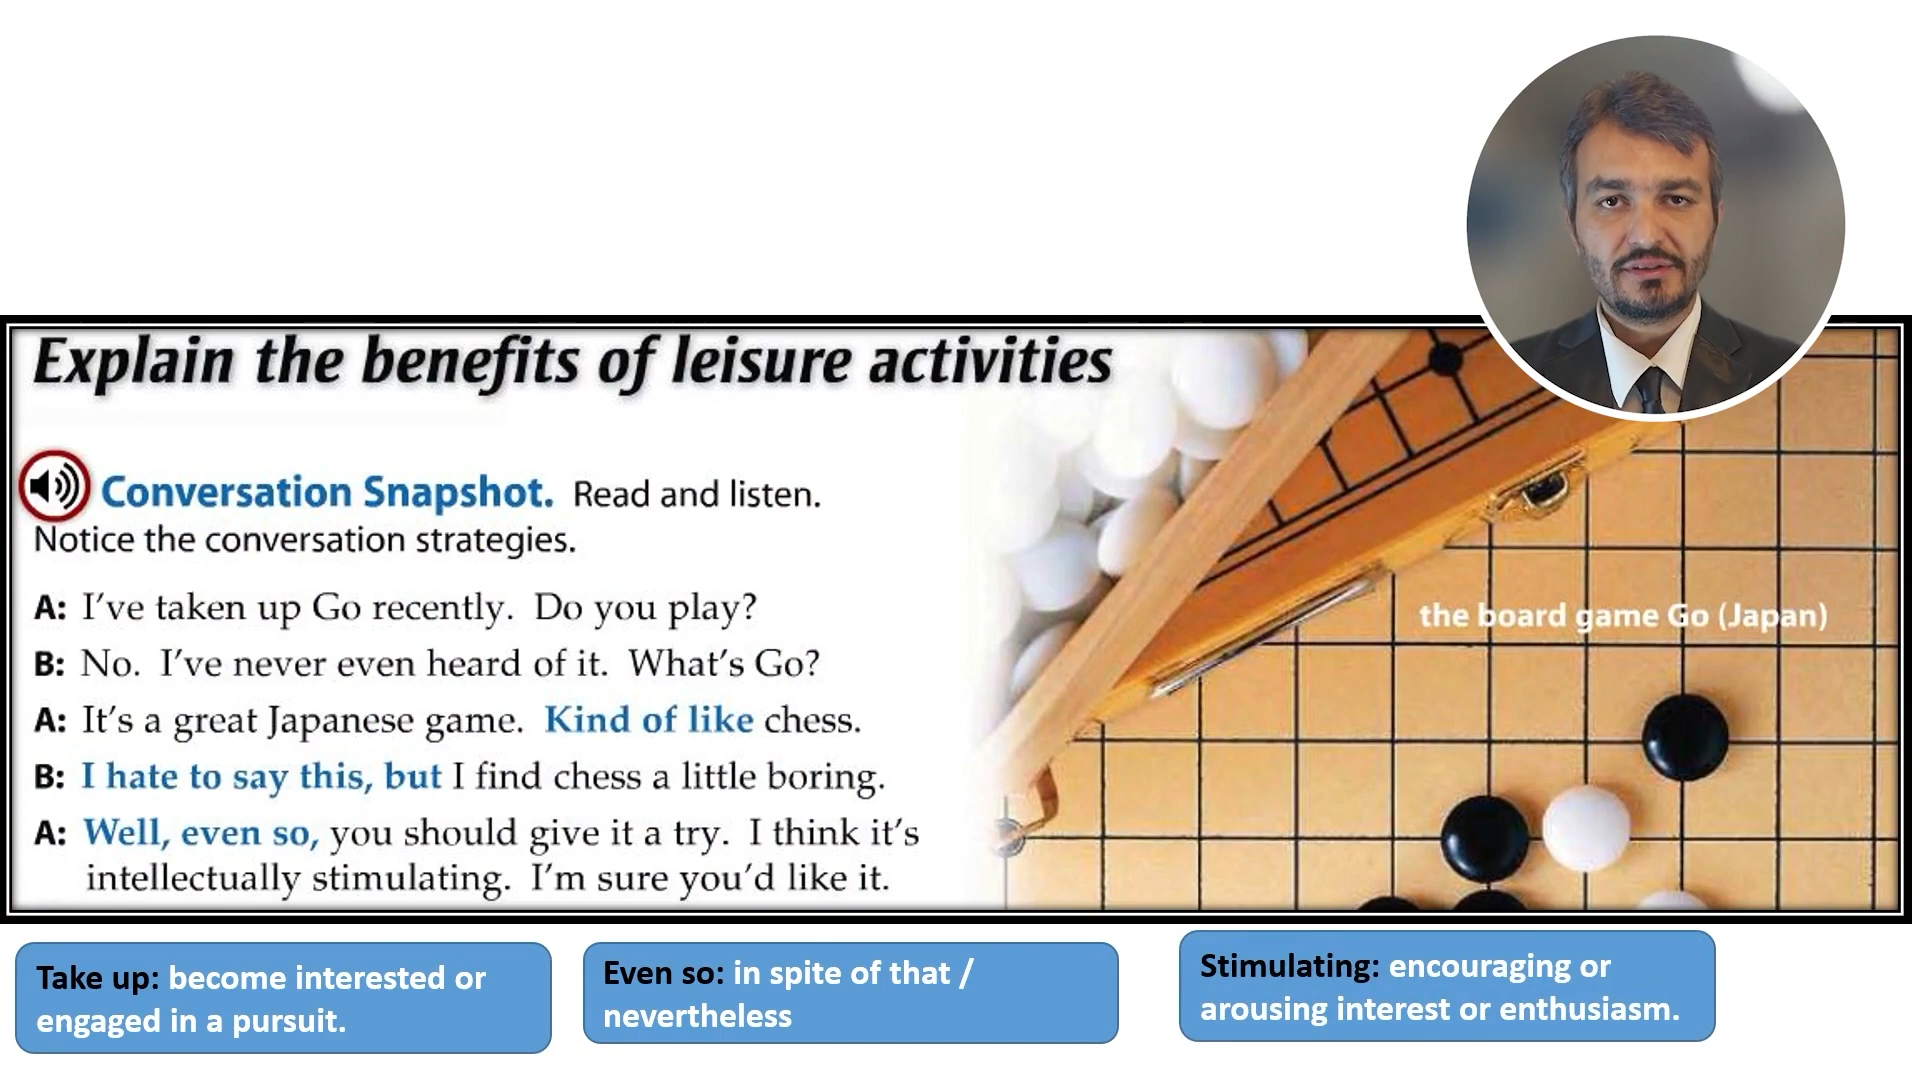 Explain the benefits of leisure activities
Conversation Snapshot. Read and listen.
Notice the conversation strategies.
A: I’ve taken up Go recently. Do you play?
B: No. I’ve never even heard of it. What’s Go?
A: It’s a great Japanese game. Kind of like chess.
B: I hate to say this, but I find chess a little boring.
A: Well, even so, you should give it a try. I think it’s
intellectually stimulating. I’m sure you’d like it.
the board game Go (Japan)
Take up: become interested or
engaged in a pursuit.
Even so: in spite of that /
nevertheless
Stimulating: encouraging or
arousing interest or enthusiasm.